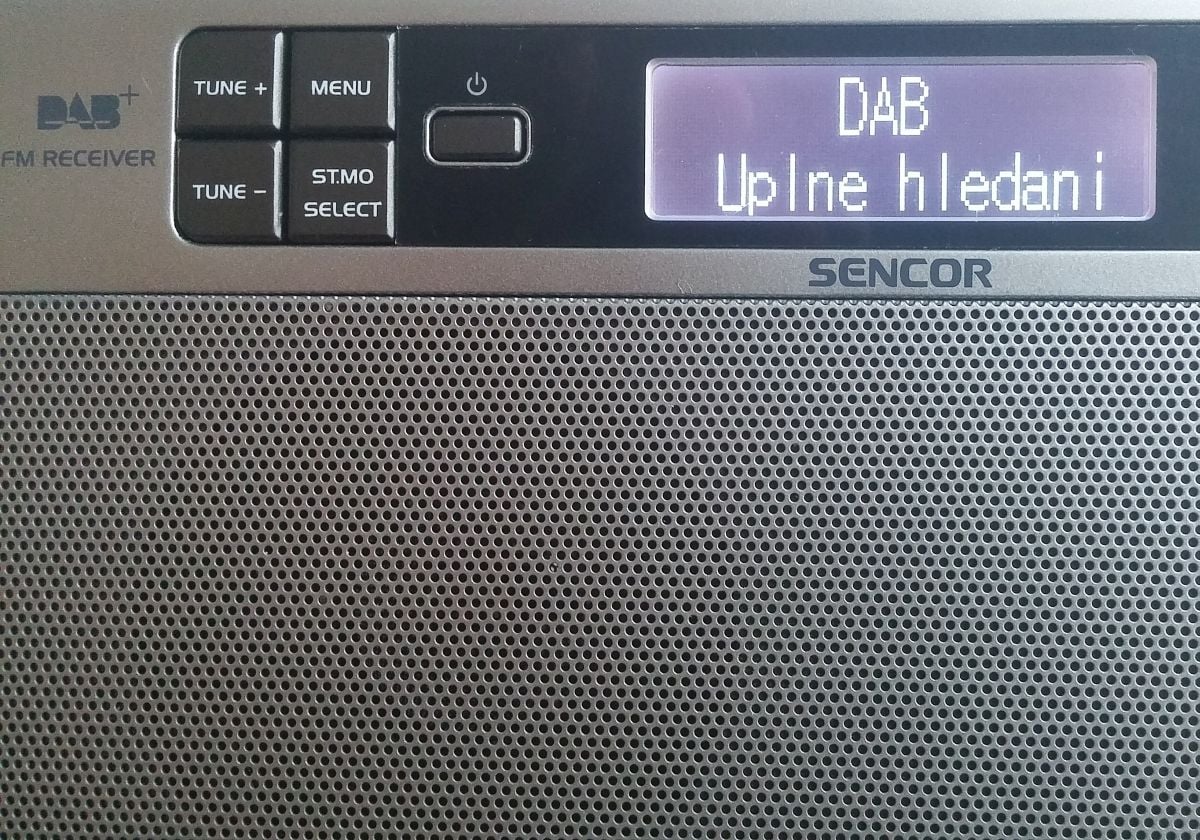 DAB+
FM RECEIVER
TUNE +
MENU
TUNE −
ST.MO
SELECT
DAB
Uplne hledani
SENCOR